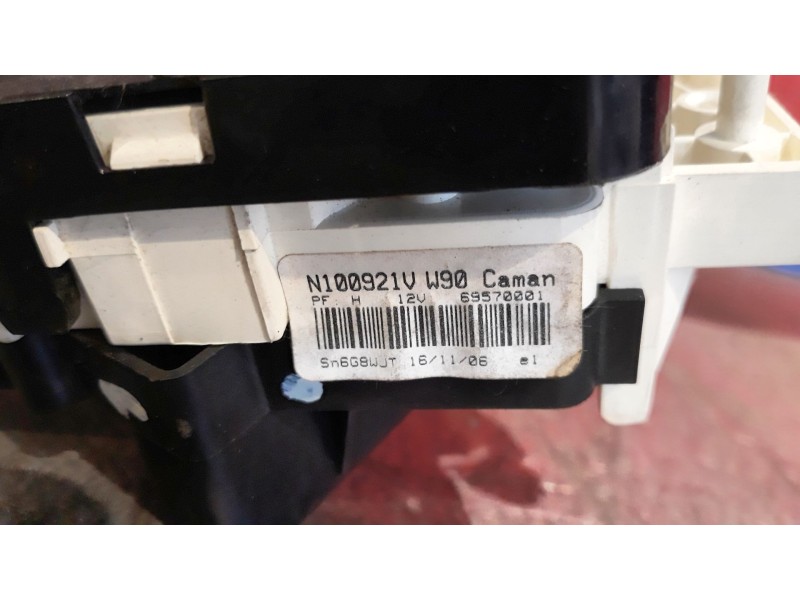 N100921V W90 Caman
PF. H 12V 69570001
Sn6G8WJT 16/11/06 e1